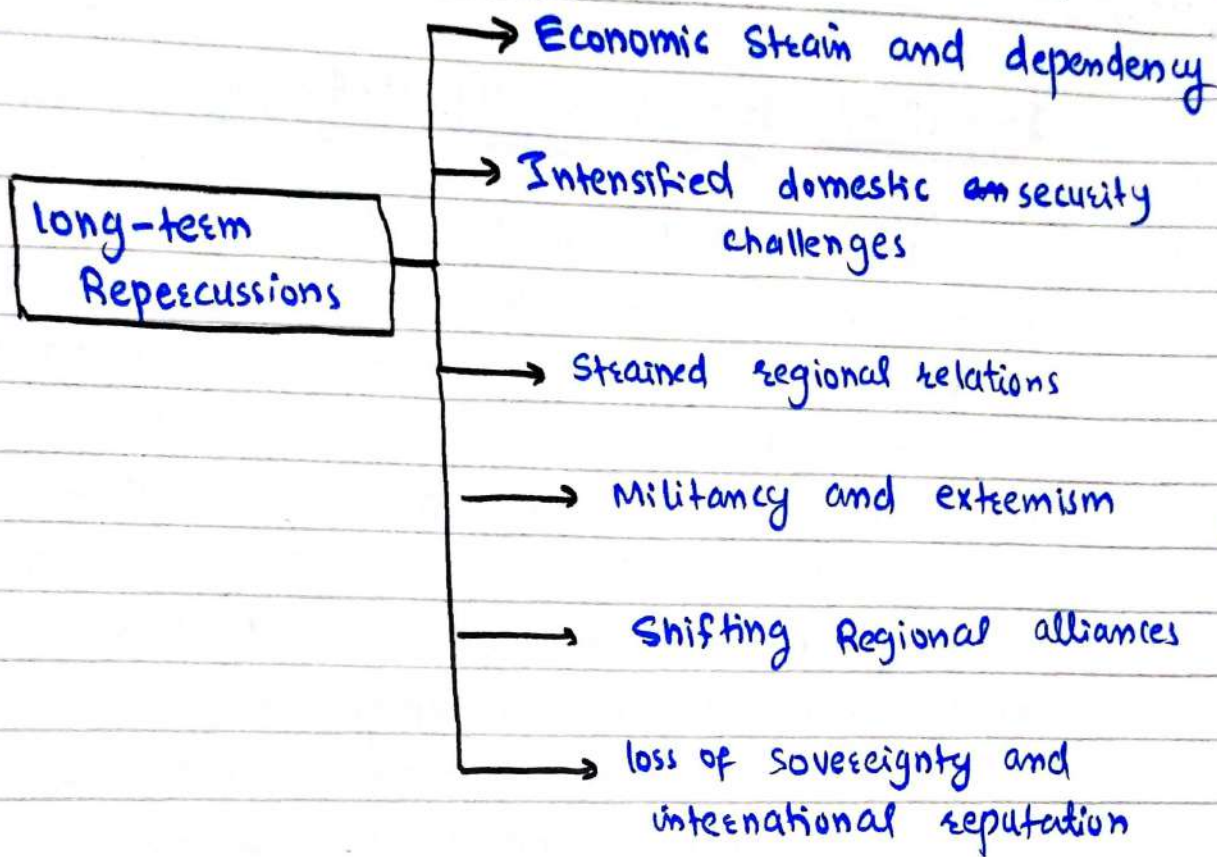 Economic Strain and dependency
Intensified domestic security
challenges
long-term
Repercussions
Strained regional relations
Militancy and extremism
Shifting Regional alliances
loss of sovereignty and
international reputation